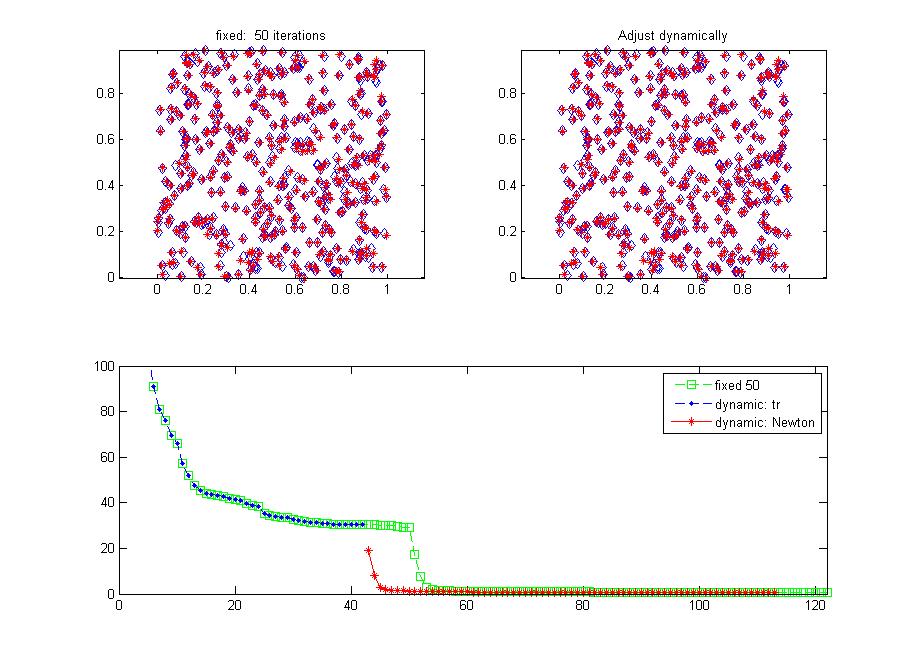 fixed: 50 iterations
Adjust dynamically
0.8
0.6
0.4
0.2
0
0 0.2 0.4 0.6 0.8 1
0.8
0.6
0.4
0.2
0
0 0.2 0.4 0.6 0.8 1
100
80
60
40
20
0
0 20 40 60 80 100 120
fixed 50
dynamic: tr
dynamic: Newton